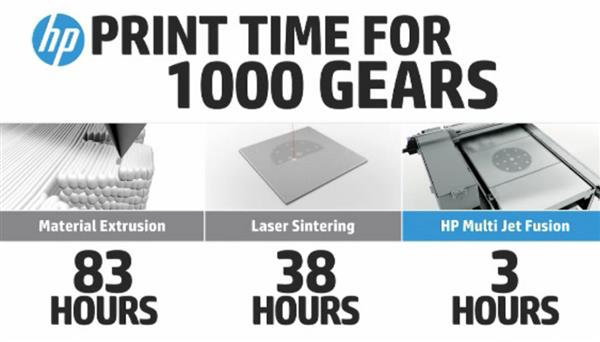 hp PRINT TIME FOR
1000 GEARS
Material Extrusion
Laser Sintering
HP Multi Jet Fusion
83
HOURS
38
HOURS
3
HOURS